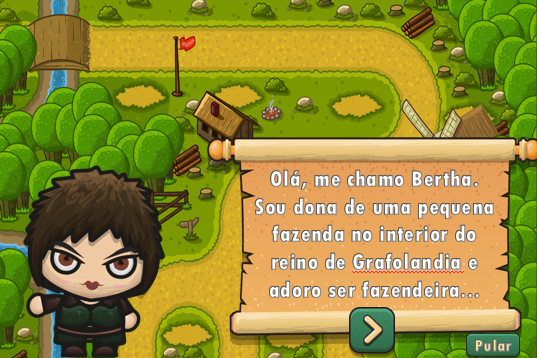 Olá, me chamo Bertha.
Sou dona de uma pequena
fazenda no interior do
reino de Grafolandia e
adoro ser fazendeira...
Pular